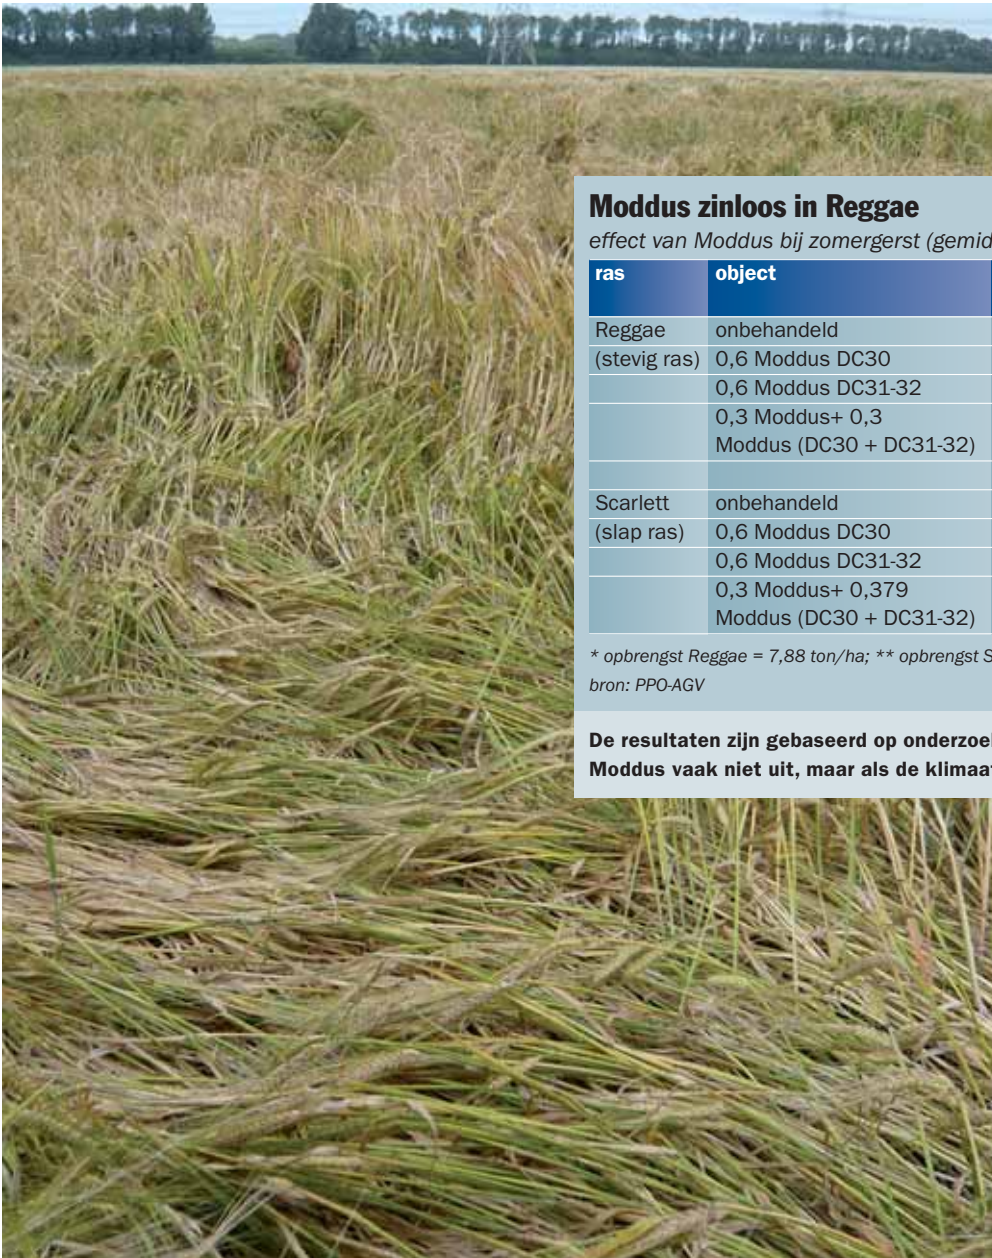 Moddus zinloos in Reggae
effect van Moddus bij zomergerst (gemid
ras object
Reggae onbehandeld
(stevig ras) 0,6 Moddus DC30
0,6 Moddus DC31-32
0,3 Moddus+ 0,3
Moddus (DC30 + DC31-32)
Scarlett onbehandeld
(slap ras) 0,6 Moddus DC30
0,6 Moddus DC31-32
0,3 Moddus+ 0,379
Moddus (DC30 + DC31-32)
* opbrengst Reggae = 7,88 ton/ha; ** opbrengst S
bron: PPO-AGV
De resultaten zijn gebaseerd op onderzoe
Moddus vaak niet uit, maar als de klimaa